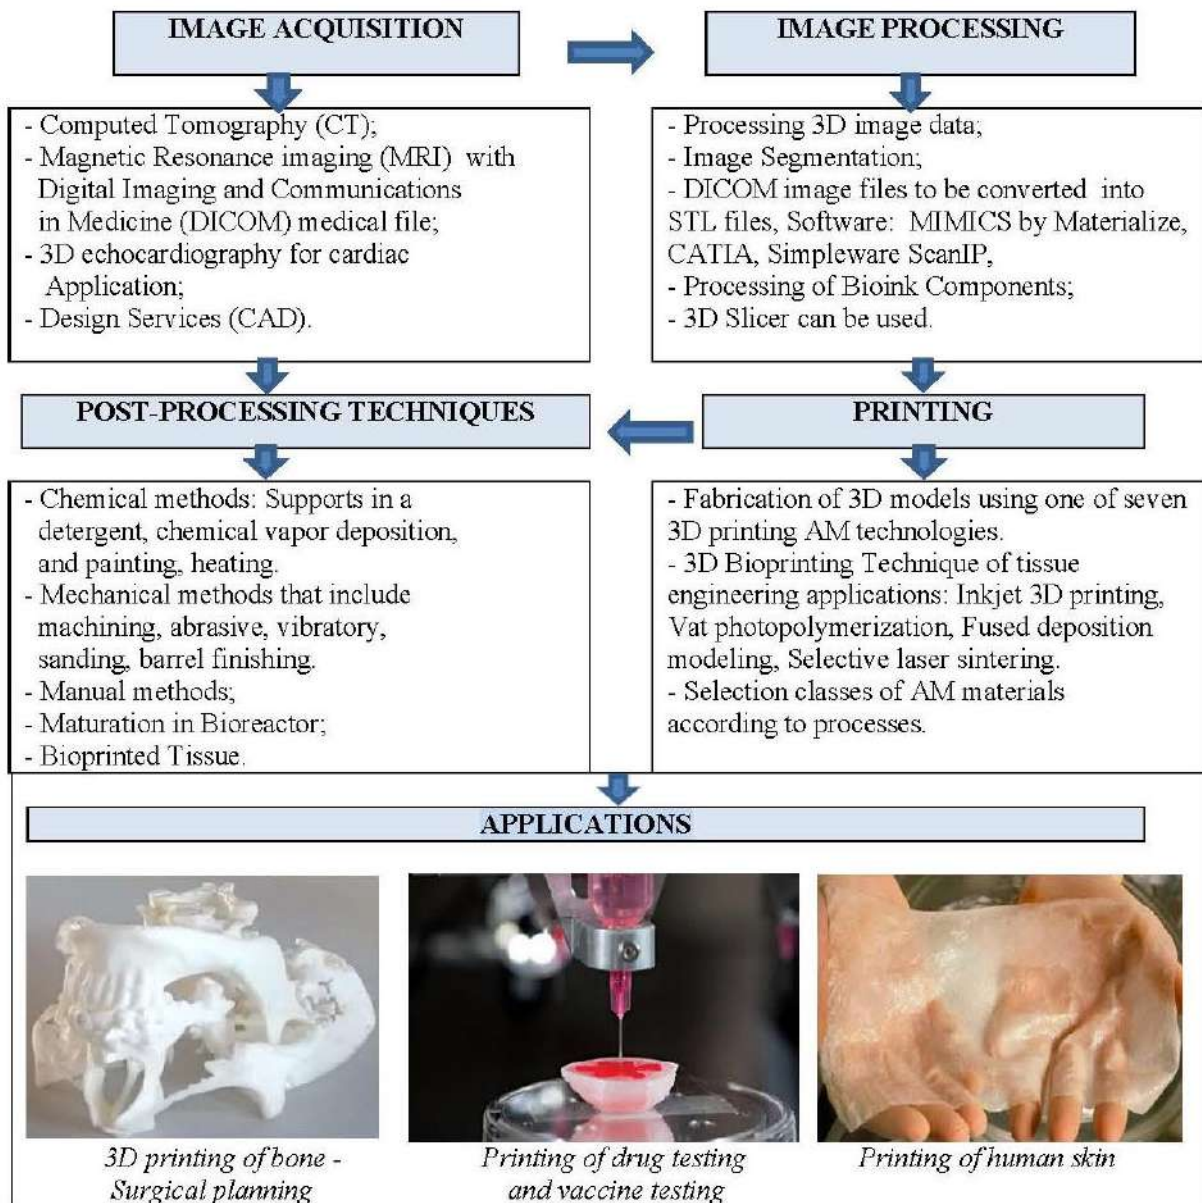 IMAGE ACQUISITION
- Computed Tomography (CT);
- Magnetic Resonance imaging (MRI) with
Digital Imaging and Communications
in Medicine (DICOM) medical file;
- 3D echocardiography for cardiac
Application;
- Design Services (CAD).
IMAGE PROCESSING
- Processing 3D image data;
- Image Segmentation;
- DICOM image files to be converted into
STL files, Software: MIMICS by Materialize,
CATIA, Simpleware ScanIP,
- Processing of Bioink Components;
- 3D Slicer can be used.
PRINTING
- Fabrication of 3D models using one of seven
3D printing AM technologies.
- 3D Bioprinting Technique of tissue
engineering applications: Inkjet 3D printing,
Vat photopolymerization, Fused deposition
modeling, Selective laser sintering.
- Selection classes of AM materials
according to processes.
POST-PROCESSING TECHNIQUES
- Chemical methods: Supports in a
detergent, chemical vapor deposition,
and painting, heating.
- Mechanical methods that include
machining, abrasive, vibratory,
sanding, barrel finishing.
- Manual methods;
- Maturation in Bioreactor;
- Bioprinted Tissue.
APPLICATIONS
3D printing of bone -
Surgical planning
Printing of drug testing
and vaccine testing
Printing of human skin